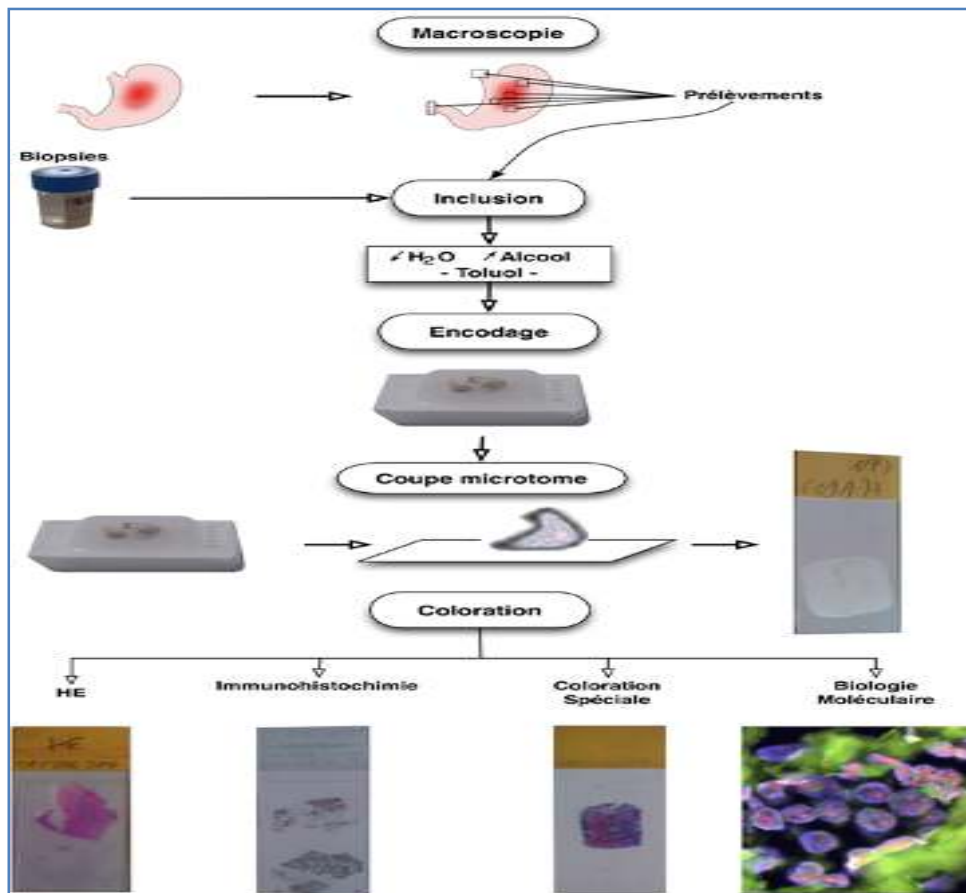 Macroscopie
Prélèvements
Biopsies
Inclusion
↙H₂O ↗Alcool
- Toluol -
Encodage
Coupe microtome
Coloration
HE
Immunohistochimie
Coloration
Spéciale
Biologie
Moléculaire
HE